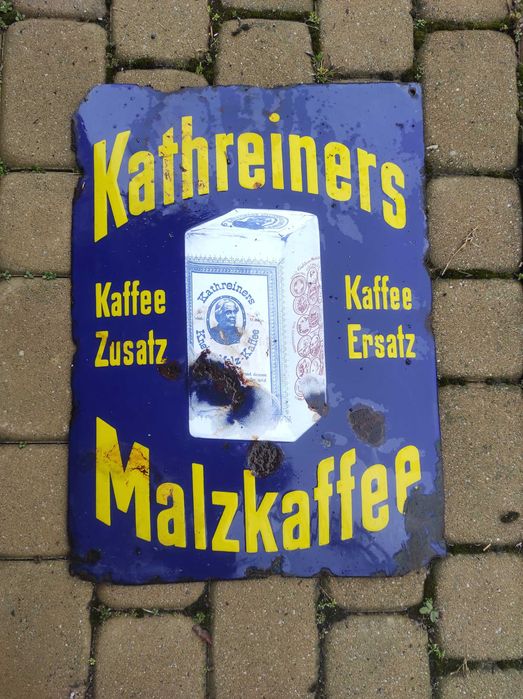 Kathreiners
Kaffee
Zusatz
Kaffee
Ersatz
Kathreiners
Malzkaffee